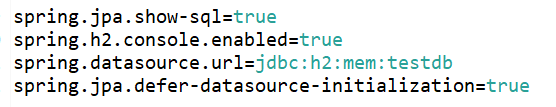 spring.jpa.show-sql=true
spring.h2.console.enabled=true
spring.datasource.url=jdbc:h2:mem:testdb
spring.jpa.defer-datasource-initialization=true